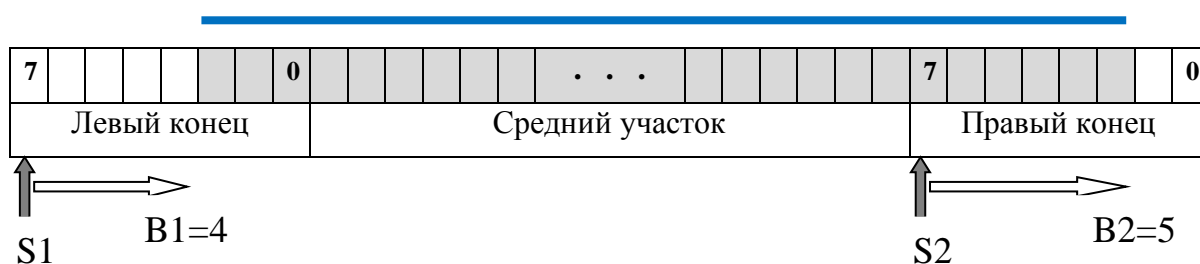 7 0 . . . 7 0
Левый конец Средний участок Правый конец
B1=4 B2=5
S1 S2